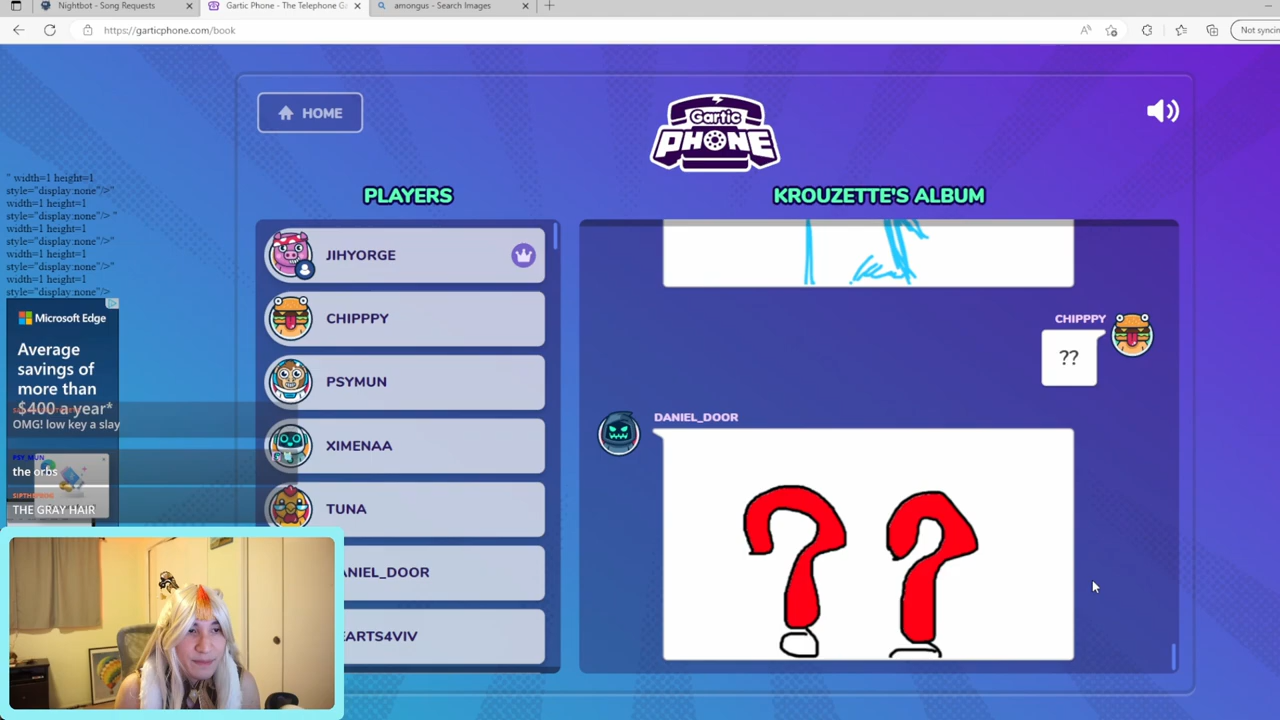 Nightbot - Song Requests
Gartic Phone - The Telephone Ga
amongus - Search Images
https://garticphone.com/book
Not syncing
HOME
Gartic
PHONE
PLAYERS
KROUZETTE'S ALBUM
" width=1 height=1
style="display:none"/>"
width=1 height=1
style="display:none"/> "
width=1 height=1
style="display:none"/>"
width=1 height=1
style="display:none"/>"
width=1 height=1
style="display:none"/>
Microsoft Edge
Average
savings of
more than
$400 a year*
OMG! low key a slay
PSY MUN
the orbs
SIPTHEFROG
THE GRAY HAIR
JIHYORGE
CHIPPPY
PSYMUN
XIMENAA
TUNA
ANIEL_DOOR
EARTS4VIV
CHIPPPY
??
DANIEL_DOOR
? ?